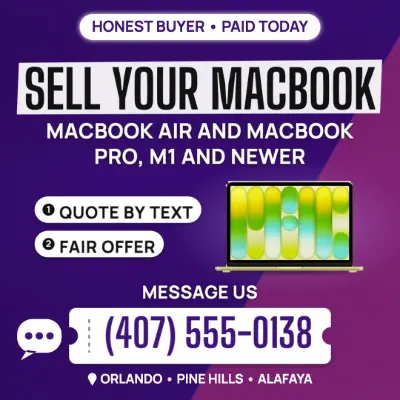 HONEST BUYER • PAID TODAY
SELL YOUR MACBOOK
MACBOOK AIR AND MACBOOK
PRO, M1 AND NEWER
1 QUOTE BY TEXT
2 FAIR OFFER
MESSAGE US
(407) 555-0138
ORLANDO • PINE HILLS • ALAFAYA